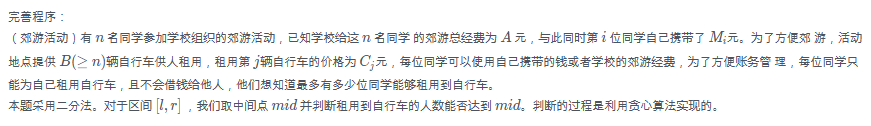 完善程序:
(郊游活动)有 n 名同学参加学校组织的郊游活动,已知学校给这 n 名同学 的郊游总经费为 A 元,与此同时第 i 位同学自己携带了 M_i元。为了方便郊 游,活动
地点提供 B(≥ n)辆自行车供人租用,租用第 j辆自行车的价格为 C_j元,每位同学可以使用自己携带的钱或者学校的郊游经费,为了方便账务管 理,每位同学只
能为自己租用自行车,且不会借钱给他人,他们想知道最多有多少位同学能够租用到自行车。
本题采用二分法。对于区间 [l, r] ,我们取中间点 mid 并判断租用到自行车的人数能否达到 mid。判断的过程是利用贪心算法实现的。